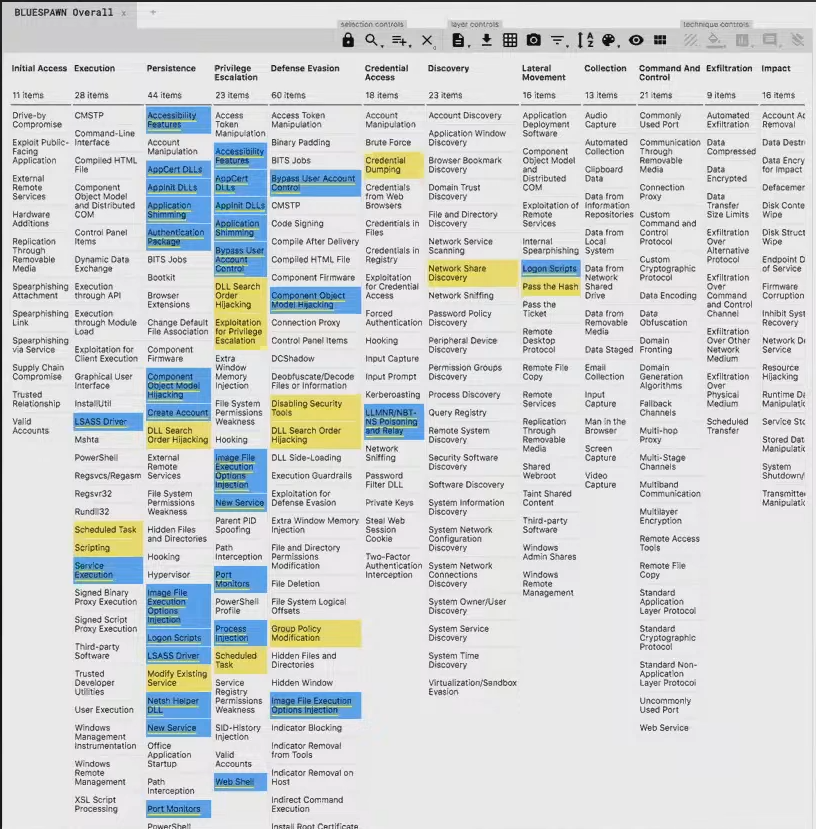 BLUESPAWN Overall
x
+
selection controls
layer controls
technique controls
Initial Access
11 items
Drive-by
Compromise
Exploit Public-
Facing
Application
External
Remote
Services
Hardware
Additions
Replication
Through
Removable
Media
Spearphishing
Attachment
Spearphishing
Link
Spearphishing
via Service
Supply Chain
Compromise
Trusted
Relationship
Valid
Accounts
Execution
28 items
CMSTP
Command-Line
Interface
Compiled HTML
File
Component
Object Model
and Distributed
COM
Control Panel
Items
Dynamic Data
Exchange
Execution
through API
Execution
through Module
Load
Exploitation for
Client Execution
Graphical User
Interface
InstallUtil
LSASS Driver
Mshta
PowerShell
Regsvcs/Regasm
Regsvr32
Rundll32
Scheduled Task
Scripting
Service
Execution
Signed Binary
Proxy Execution
Signed Script
Proxy Execution
Third-party
Software
Trusted
Developer
Utilities
User Execution
Windows
Management
Instrumentation
Windows
Remote
Management
XSL Script
Processing
Persistence
44 items
Accessibility
Features
Account
Manipulation
AppCert DLLs
AppInit DLLs
Application
Shimming
Authentication
Package
BITS Jobs
Bootkit
Browser
Extensions
Change Default
File Association
Component
Firmware
Component
Object Model
Hijacking
Create Account
DLL Search
Order Hijacking
External
Remote
Services
File System
Permissions
Weakness
Hidden Files
and Directories
Hooking
Hypervisor
Image File
Execution
Options
Injection
Logon Scripts
LSASS Driver
Modify Existing
Service
Netsh Helper
DLL
New Service
Office
Application
Startup
Path
Interception
Port Monitors
PowerShell
Privilege
Escalation
23 items
Access
Token
Manipulation
Accessibility
Features
AppCert
DLLs
AppInit DLLs
Application
Shimming
Bypass User
Account
Control
DLL Search
Order
Hijacking
Exploitation
for Privilege
Escalation
Extra
Window
Memory
Injection
File System
Permissions
Weakness
Hooking
Image File
Execution
Options
Injection
New Service
Parent PID
Spoofing
Path
Interception
Port
Monitors
PowerShell
Profile
Process
Injection
Scheduled
Task
Service
Registry
Permissions
Weakness
SID-History
Injection
Valid
Accounts
Web Shell
Defense Evasion
60 items
Access Token
Manipulation
Binary Padding
BITS Jobs
Bypass User Account
Control
CMSTP
Code Signing
Compile After Delivery
Compiled HTML File
Component Firmware
Component Object
Model Hijacking
Connection Proxy
Control Panel Items
DCShadow
Deobfuscate/Decode
Files or Information
Disabling Security
Tools
DLL Search Order
Hijacking
DLL Side-Loading
Execution Guardrails
Exploitation for
Defense Evasion
Extra Window Memory
Injection
File and Directory
Permissions
Modification
File Deletion
File System Logical
Offsets
Group Policy
Modification
Hidden Files and
Directories
Hidden Window
Image File Execution
Options Injection
Indicator Blocking
Indicator Removal
from Tools
Indicator Removal on
Host
Indirect Command
Execution
Install Root Certificate
Credential
Access
18 items
Account
Manipulation
Brute Force
Credential
Dumping
Credentials
from Web
Browsers
Credentials in
Files
Credentials in
Registry
Exploitation
for Credential
Access
Forced
Authentication
Hooking
Input Capture
Input Prompt
Kerberoasting
LLMNR/NBT-
NS Poisoning
and Relay
Network
Sniffing
Password
Filter DLL
Private Keys
Steal Web
Session
Cookie
Two-Factor
Authentication
Interception
Discovery
23 items
Account Discovery
Application Window
Discovery
Browser Bookmark
Discovery
Domain Trust
Discovery
File and Directory
Discovery
Network Service
Scanning
Network Share
Discovery
Network Sniffing
Password Policy
Discovery
Peripheral Device
Discovery
Permission Groups
Discovery
Process Discovery
Query Registry
Remote System
Discovery
Security Software
Discovery
Software Discovery
System Information
Discovery
System Network
Configuration
Discovery
System Network
Connections
Discovery
System Owner/User
Discovery
System Service
Discovery
System Time
Discovery
Virtualization/Sandbox
Evasion
Lateral
Movement
16 items
Application
Deployment
Software
Component
Object Model
and
Distributed
COM
Exploitation of
Remote
Services
Internal
Spearphishing
Logon Scripts
Pass the Hash
Pass the
Ticket
Remote
Desktop
Protocol
Remote File
Copy
Remote
Services
Replication
Through
Removable
Media
Shared
Webroot
Taint Shared
Content
Third-party
Software
Windows
Admin Shares
Windows
Remote
Management
Collection
13 items
Audio
Capture
Automated
Collection
Clipboard
Data
Data from
Information
Repositories
Data from
Local
System
Data from
Network
Shared
Drive
Data from
Removable
Media
Data Staged
Email
Collection
Input
Capture
Man in the
Browser
Screen
Capture
Video
Capture
Command And
Control
21 items
Commonly
Used Port
Communication
Through
Removable
Media
Connection
Proxy
Custom
Command and
Control
Protocol
Custom
Cryptographic
Protocol
Data Encoding
Data
Obfuscation
Domain
Fronting
Domain
Generation
Algorithms
Fallback
Channels
Multi-hop
Proxy
Multi-Stage
Channels
Multiband
Communication
Multilayer
Encryption
Remote Access
Tools
Remote File
Copy
Standard
Application
Layer Protocol
Standard
Cryptographic
Protocol
Standard Non-
Application
Layer Protocol
Uncommonly
Used Port
Web Service
Exfiltration
9 items
Automated
Exfiltration
Data
Compressed
Data
Encrypted
Data
Transfer
Size Limits
Exfiltration
Over
Alternative
Protocol
Exfiltration
Over
Command
and Control
Channel
Exfiltration
Over Other
Network
Medium
Exfiltration
Over
Physical
Medium
Scheduled
Transfer
Impact
16 items
Account Ac
Removal
Data Destr
Data Encry
for Impact
Defacemen
Disk Conte
Wipe
Disk Struct
Wipe
Endpoint D
of Service
Firmware
Corruption
Inhibit Syst
Recovery
Network De
Service
Resource
Hijacking
Runtime Da
Manipulatic
Service Sto
Stored Data
Manipulatic
System
Shutdown/
Transmitte
Manipulatic